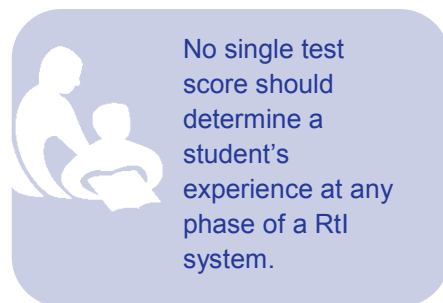 No single test
score should
determine a
student’s
experience at any
phase of a RtI
system.